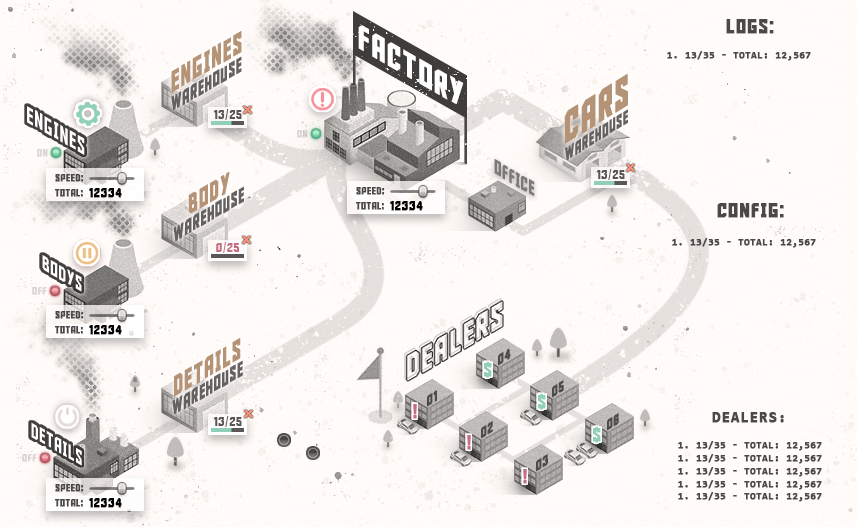 LOGS:
1. 13/35 - TOTAL: 12,567
ENGINES
WAREHOUSE
13/25
FACTORY
ON
SPEED:
TOTAL: 12334
CARS
WAREHOUSE
13/25
OFFICE
ENGINES
ON
SPEED:
TOTAL: 12334
BODY
WAREHOUSE
0/25
BODYS
OFF
SPEED:
TOTAL: 12334
CONFIG:
1. 13/35 - TOTAL: 12,567
DETAILS
WAREHOUSE
13/25
DETAILS
OFF
SPEED:
TOTAL: 12334
DEALERS
04
$
05
$
01
!
06
$
02
!
03
!
!
DEALERS:
1. 13/35 - TOTAL: 12,567
1. 13/35 - TOTAL: 12,567
1. 13/35 - TOTAL: 12,567
1. 13/35 - TOTAL: 12,567
1. 13/35 - TOTAL: 12,567